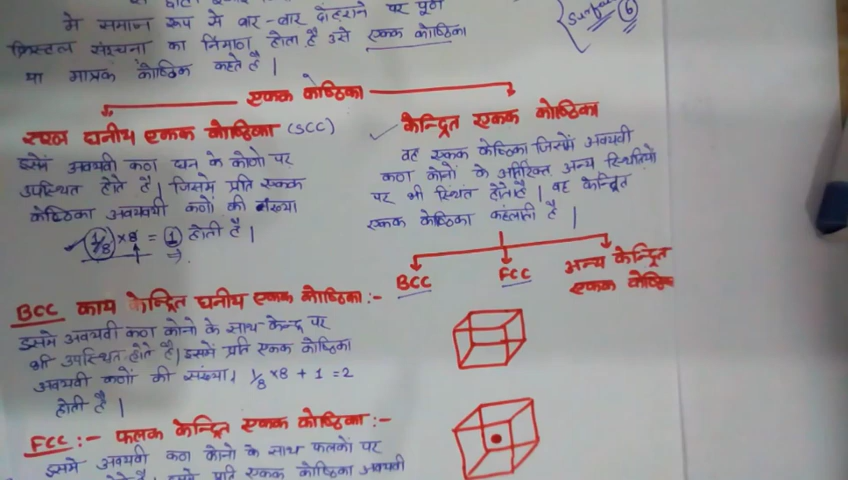 मे समान रूप मे बार-बार दोहराने पर पूर्ण
क्रिस्टल संरचना का निर्माण होता है उसे एकक कोष्ठिका
या मात्रक कोष्ठिक कहते है |
एकक कोष्ठिका
सरल घनीय एकक कोष्ठिका (SCC)
इसमें अवयवी कण घन के कोणो पर
उपस्थित होते है | जिसमे प्रति एकक
कोष्ठिका अवयवयी कणों की संख्या
1/8 × 8 = 1 होती है |
केन्द्रित एकक कोष्ठिका
वह एकक कोष्ठिका जिसमें अवयवी
कण कोनों के अतिरिक्त अन्य स्थितियों
पर भी स्थित होते है | वह केन्द्रित
एकक कोष्ठिका कहलाती है |
BCC FCC अन्य केन्द्रित
एकक कोष्ठिक
BCC काय केन्द्रित घनीय एकक कोष्ठिका :-
इसमे अवयवी कण कोनो के साथ केन्द्र पर
भी उपस्थित होते है | इसमें प्रति एकक कोष्ठिका
अवयवी कणों की संख्या | 1/8 × 8 + 1 = 2
होती है |
FCC :- फलक केन्द्रित एकक कोष्ठिका :-
इसमे अवयवी कण कोनो के साथ फलकों पर
इसमे प्रति एकक कोष्ठिका अवयवी
6